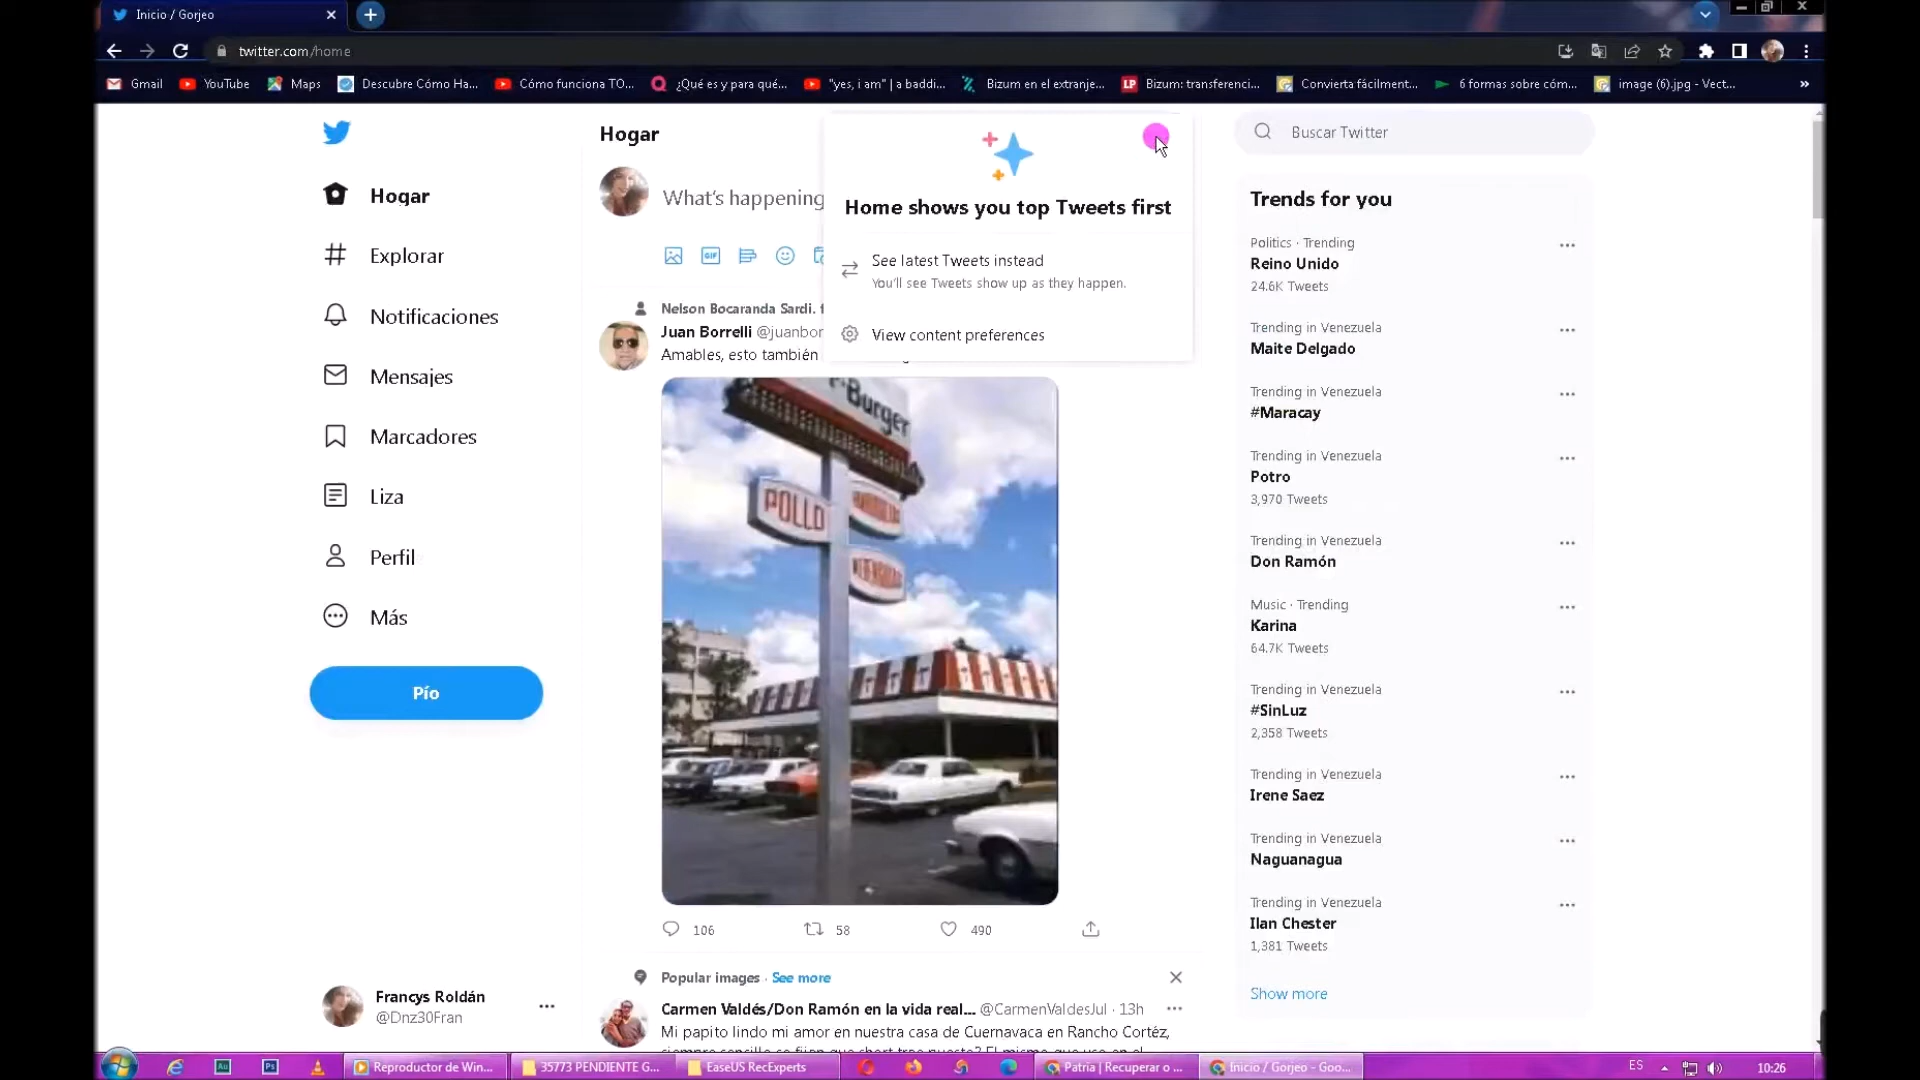 Inicio / Gorjeo
twitter.com/home
Gmail
YouTube
Maps
Descubre Cómo Ha...
Cómo funciona TO...
¿Qué es y para qué...
"yes, i am" | a baddi...
Bizum en el extranje...
Bizum: transferenci...
Convierta fácilment...
6 formas sobre cóm...
image (6).jpg - Vect...
Hogar
Explorar
Notificaciones
Mensajes
Marcadores
Liza
Perfil
Más
Pío
Francys Roldán
@Dnz30Fran
Hogar
What's happening
GIF
Home shows you top Tweets first
See latest Tweets instead
You'll see Tweets show up as they happen.
View content preferences
Nelson Bocaranda Sardi.
Juan Borrelli @juanbor
Amables, esto también
Burger
POLLO
106
58
490
Popular images · See more
Carmen Valdés/Don Ramón en la vida real... @CarmenValdesJul · 13h
Mi papito lindo mi amor en nuestra casa de Cuernavaca en Rancho Cortéz,
Buscar Twitter
Trends for you
Politics · Trending
Reino Unido
24.6K Tweets
Trending in Venezuela
Maite Delgado
Trending in Venezuela
#Maracay
Trending in Venezuela
Potro
3,970 Tweets
Trending in Venezuela
Don Ramón
Music · Trending
Karina
64.7K Tweets
Trending in Venezuela
#SinLuz
2,358 Tweets
Trending in Venezuela
Irene Saez
Trending in Venezuela
Naguanagua
Trending in Venezuela
Ilan Chester
1,381 Tweets
Show more
Au
Ps
Reproductor de Win...
35773 PENDIENTE G...
EaseUS RecExperts
Patria | Recuperar o ...
Inicio / Gorjeo - Goo...
ES
10:26